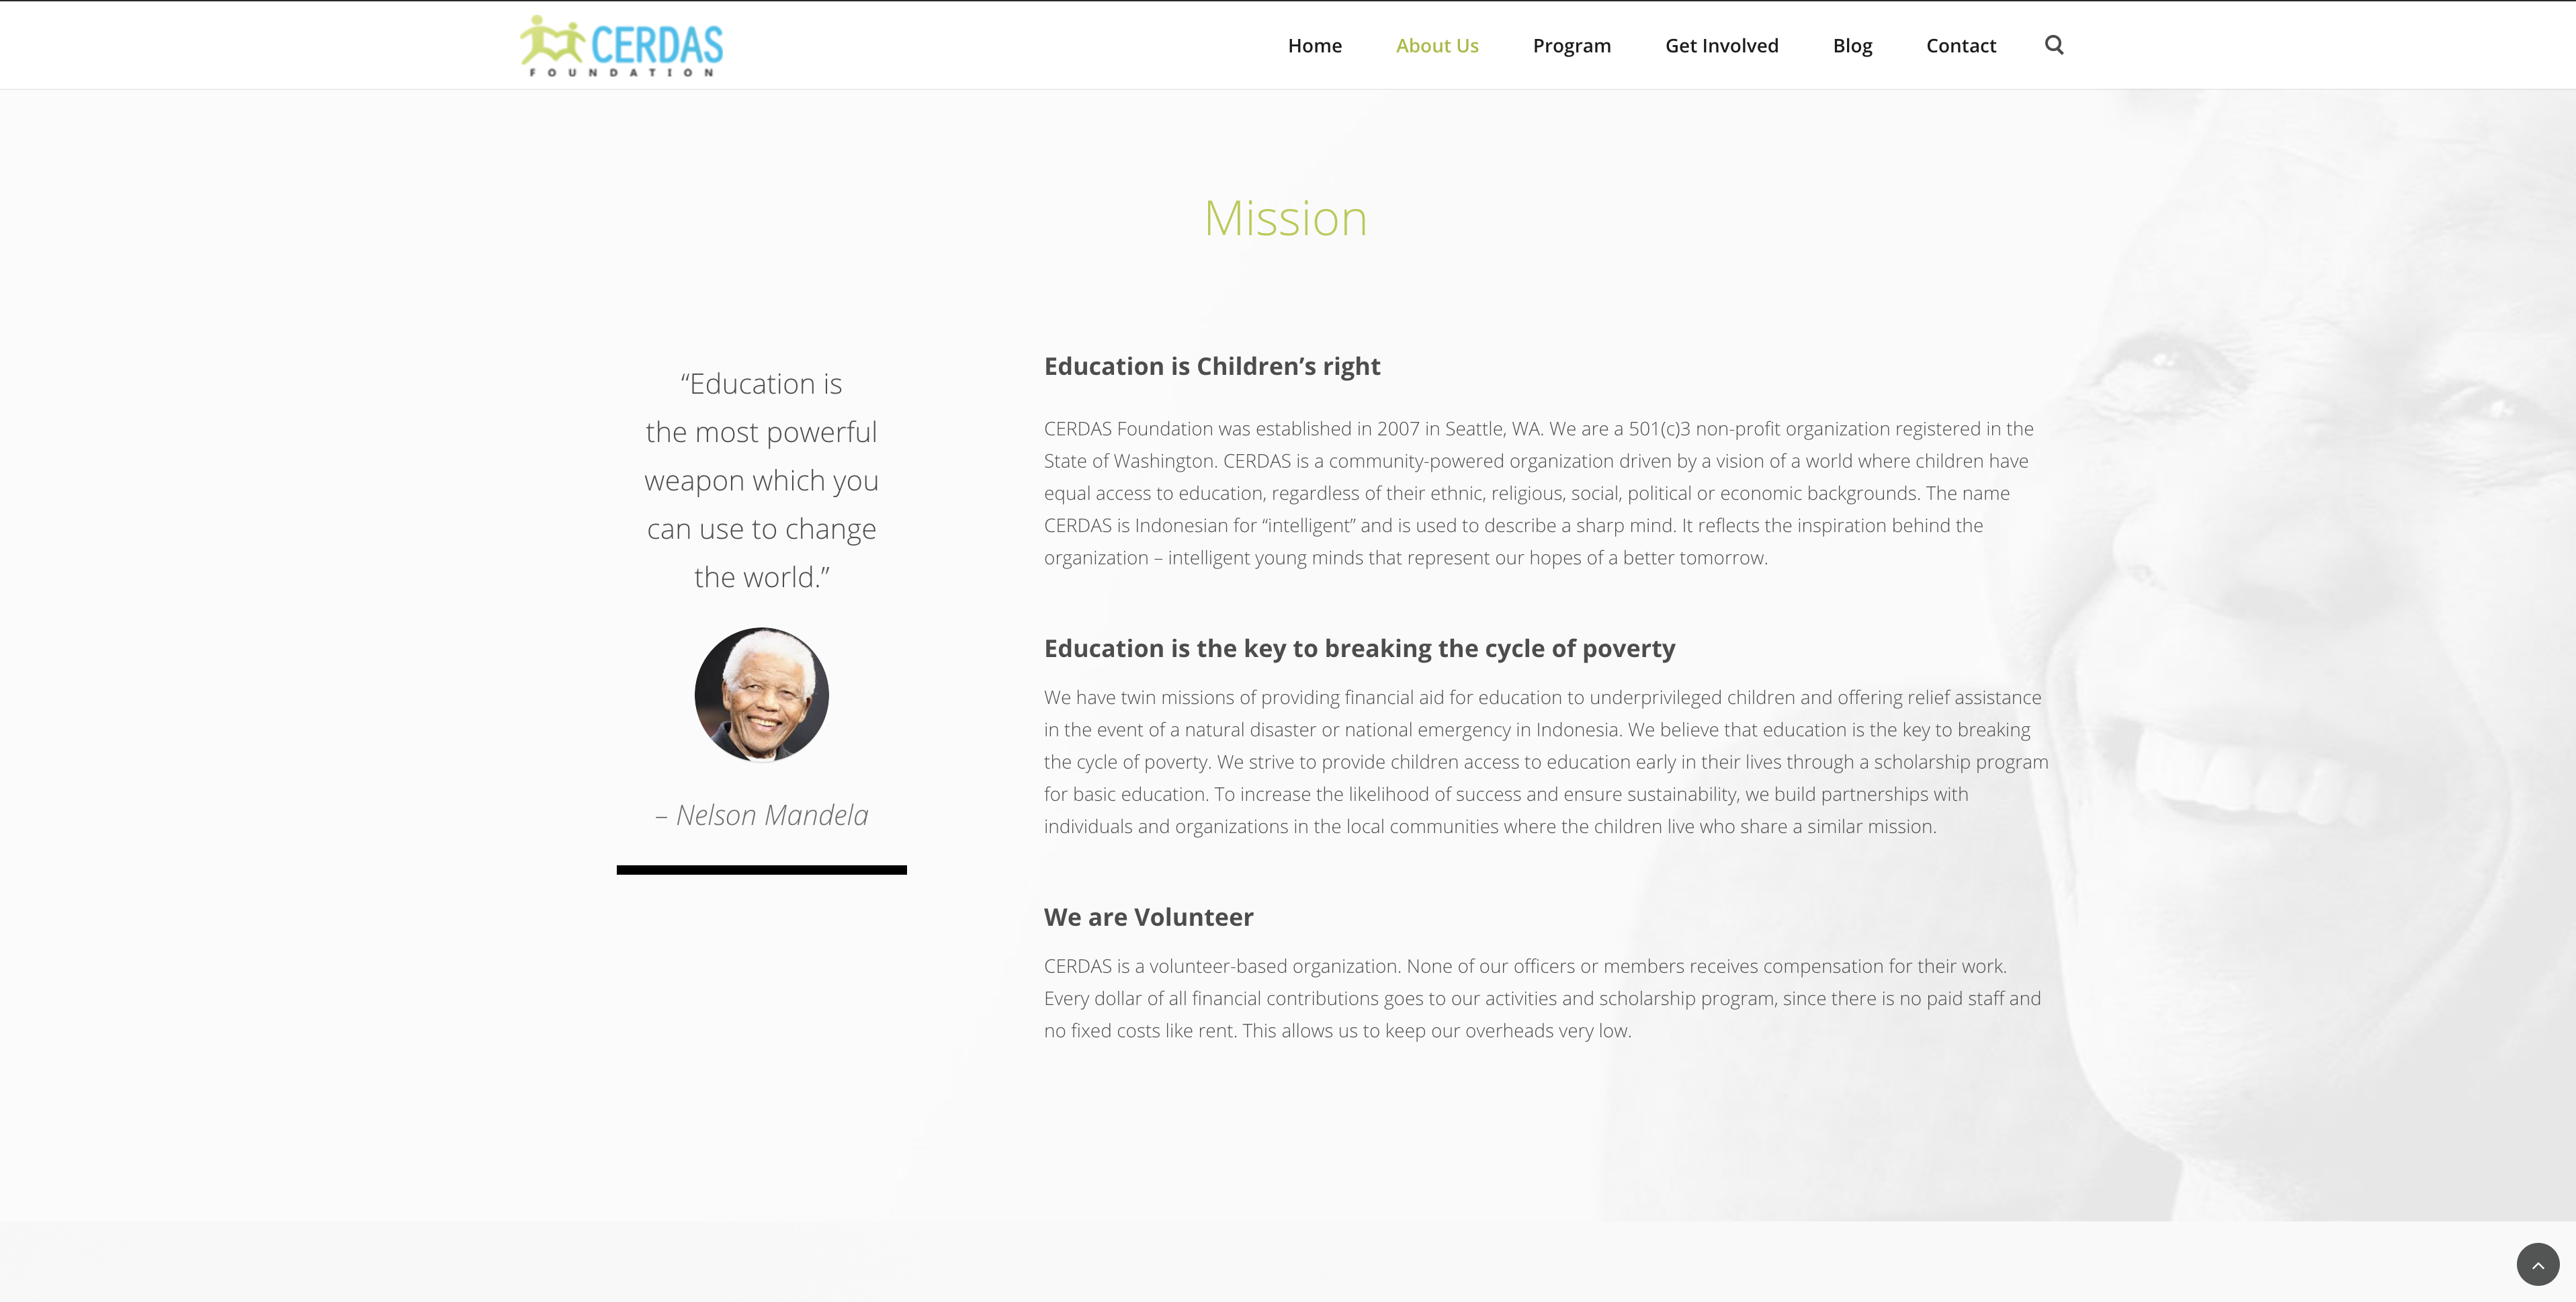 CERDAS
FOUNDATION
Home About Us Program Get Involved Blog Contact
Mission
“Education is
the most powerful
weapon which you
can use to change
the world.”
– Nelson Mandela
Education is Children’s right
CERDAS Foundation was established in 2007 in Seattle, WA. We are a 501(c)3 non-profit organization registered in the
State of Washington. CERDAS is a community-powered organization driven by a vision of a world where children have
equal access to education, regardless of their ethnic, religious, social, political or economic backgrounds. The name
CERDAS is Indonesian for “intelligent” and is used to describe a sharp mind. It reflects the inspiration behind the
organization – intelligent young minds that represent our hopes of a better tomorrow.
Education is the key to breaking the cycle of poverty
We have twin missions of providing financial aid for education to underprivileged children and offering relief assistance
in the event of a natural disaster or national emergency in Indonesia. We believe that education is the key to breaking
the cycle of poverty. We strive to provide children access to education early in their lives through a scholarship program
for basic education. To increase the likelihood of success and ensure sustainability, we build partnerships with
individuals and organizations in the local communities where the children live who share a similar mission.
We are Volunteer
CERDAS is a volunteer-based organization. None of our officers or members receives compensation for their work.
Every dollar of all financial contributions goes to our activities and scholarship program, since there is no paid staff and
no fixed costs like rent. This allows us to keep our overheads very low.